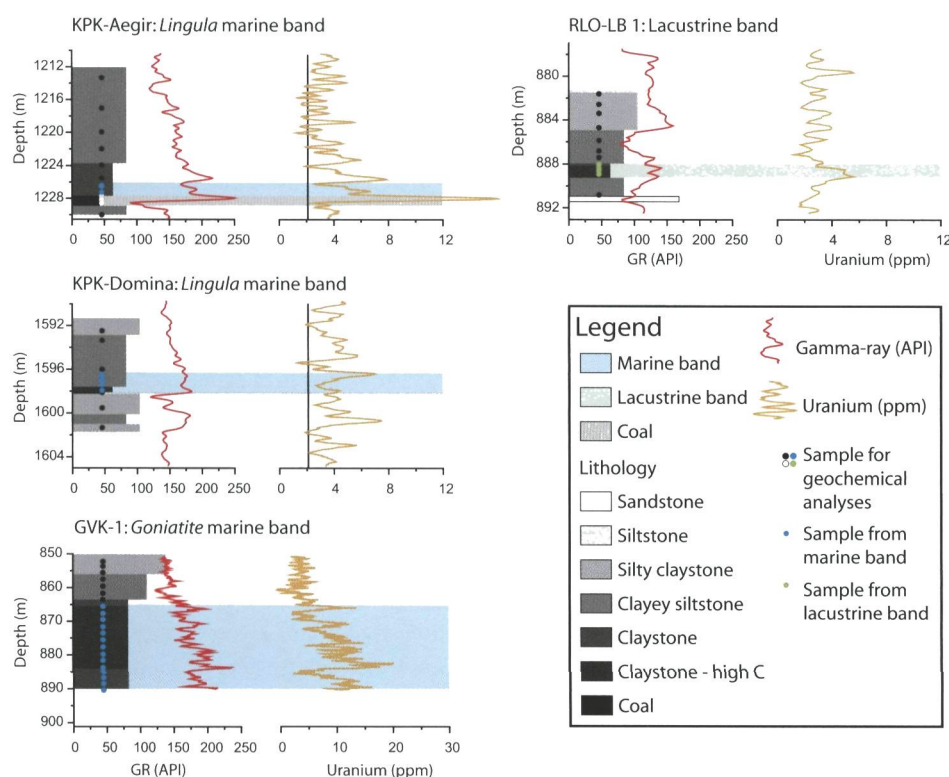 KPK-Aegir: Lingula marine band
Depth (m)
1212
1216
1220
1224
1228
0 50 100 150 200 250
0 4 8 12
RLO-LB 1: Lacustrine band
Depth (m)
880
884
888
892
0 50 100 150 200 250
GR (API)
0 4 8 12
Uranium (ppm)
KPK-Domina: Lingula marine band
Depth (m)
1592
1596
1600
1604
0 50 100 150 200 250
0 4 8 12
GVK-1: Goniatite marine band
Depth (m)
850
860
870
880
890
900
0 50 100 150 200 250
GR (API)
0 10 20 30
Uranium (ppm)
Legend
Marine band
Lacustrine band
Coal
Lithology
Sandstone
Siltstone
Silty claystone
Clayey siltstone
Claystone
Claystone - high C
Coal
Gamma-ray (API)
Uranium (ppm)
Sample for
geochemical
analyses
Sample from
marine band
Sample from
lacustrine band